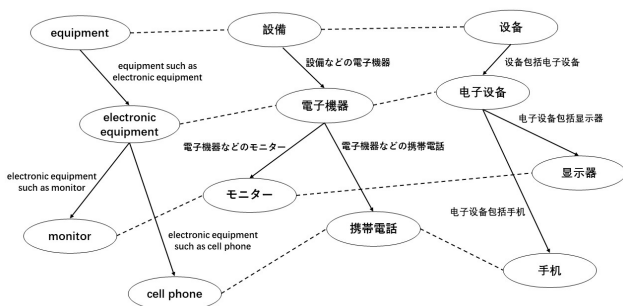 equipment
設備
设备
equipment such as
electronic equipment
設備などの電子機器
设备包括电子设备
electronic
equipment
電子機器
电子设备
electronic equipment
such as monitor
電子機器などのモニター
電子機器などの携帯電話
电子设备包括显示器
モニター
显示器
monitor
electronic equipment
such as cell phone
携帯電話
电子设备包括手机
cell phone
手机